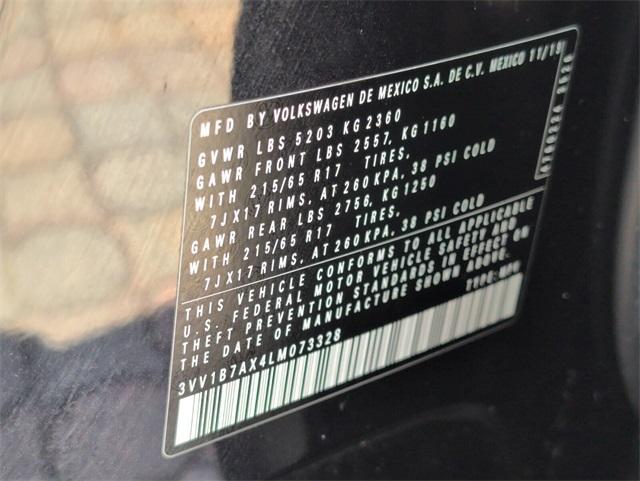 MFD BY VOLKSWAGEN DE MEXICO S.A. DE C.V. MEXICO 11/19
GVWR LBS 5203 KG 2360
GAWR FRONT LBS 2557, KG 1160
WITH 215/65 R17 TIRES,
7JX17 RIMS, AT 260 KPA, 38 PSI COLD
GAWR REAR LBS 2756, KG 1250
WITH 215/65 R17 TIRES,
7JX17 RIMS, AT 260 KPA, 38 PSI COLD
THIS VEHICLE CONFORMS TO ALL APPLICABLE
U.S. FEDERAL MOTOR VEHICLE SAFETY AND
THEFT PREVENTION STANDARDS IN EFFECT ON
THE DATE OF MANUFACTURE SHOWN ABOVE.
TYPE: MPV
3VV1B7AX4LM073328